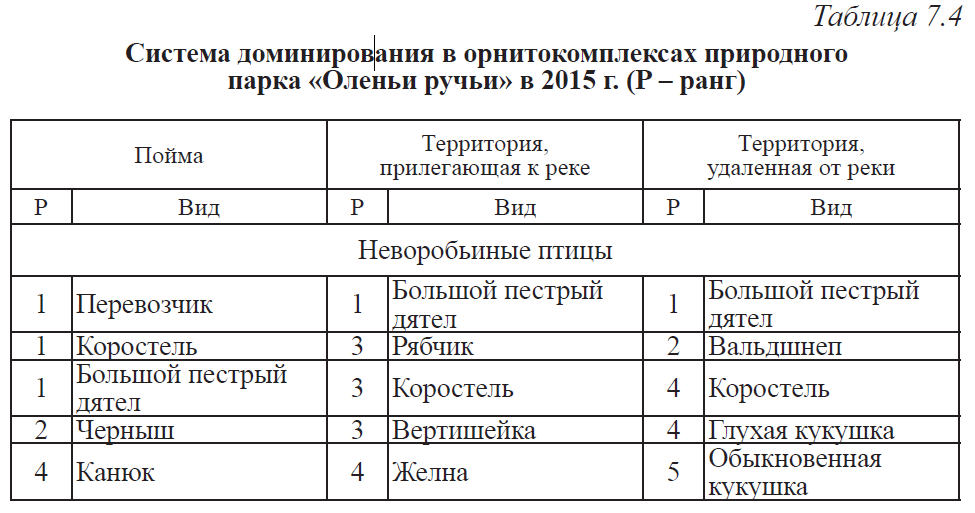 Таблица 7.4
Система доминирования в орнитокомплексах природного
парка «Оленьи ручьи» в 2015 г. (Р – ранг)
Пойма Территория, прилегающая к реке Территория, удаленная от реки
Р Вид Р Вид Р Вид
Неворобьиные птицы
1 Перевозчик 1 Большой пестрый дятел 1 Большой пестрый дятел
1 Коростель 3 Рябчик 2 Вальдшнеп
1 Большой пестрый дятел 3 Коростель 4 Коростель
2 Черныш 3 Вертишейка 4 Глухая кукушка
4 Канюк 4 Желна 5 Обыкновенная кукушка